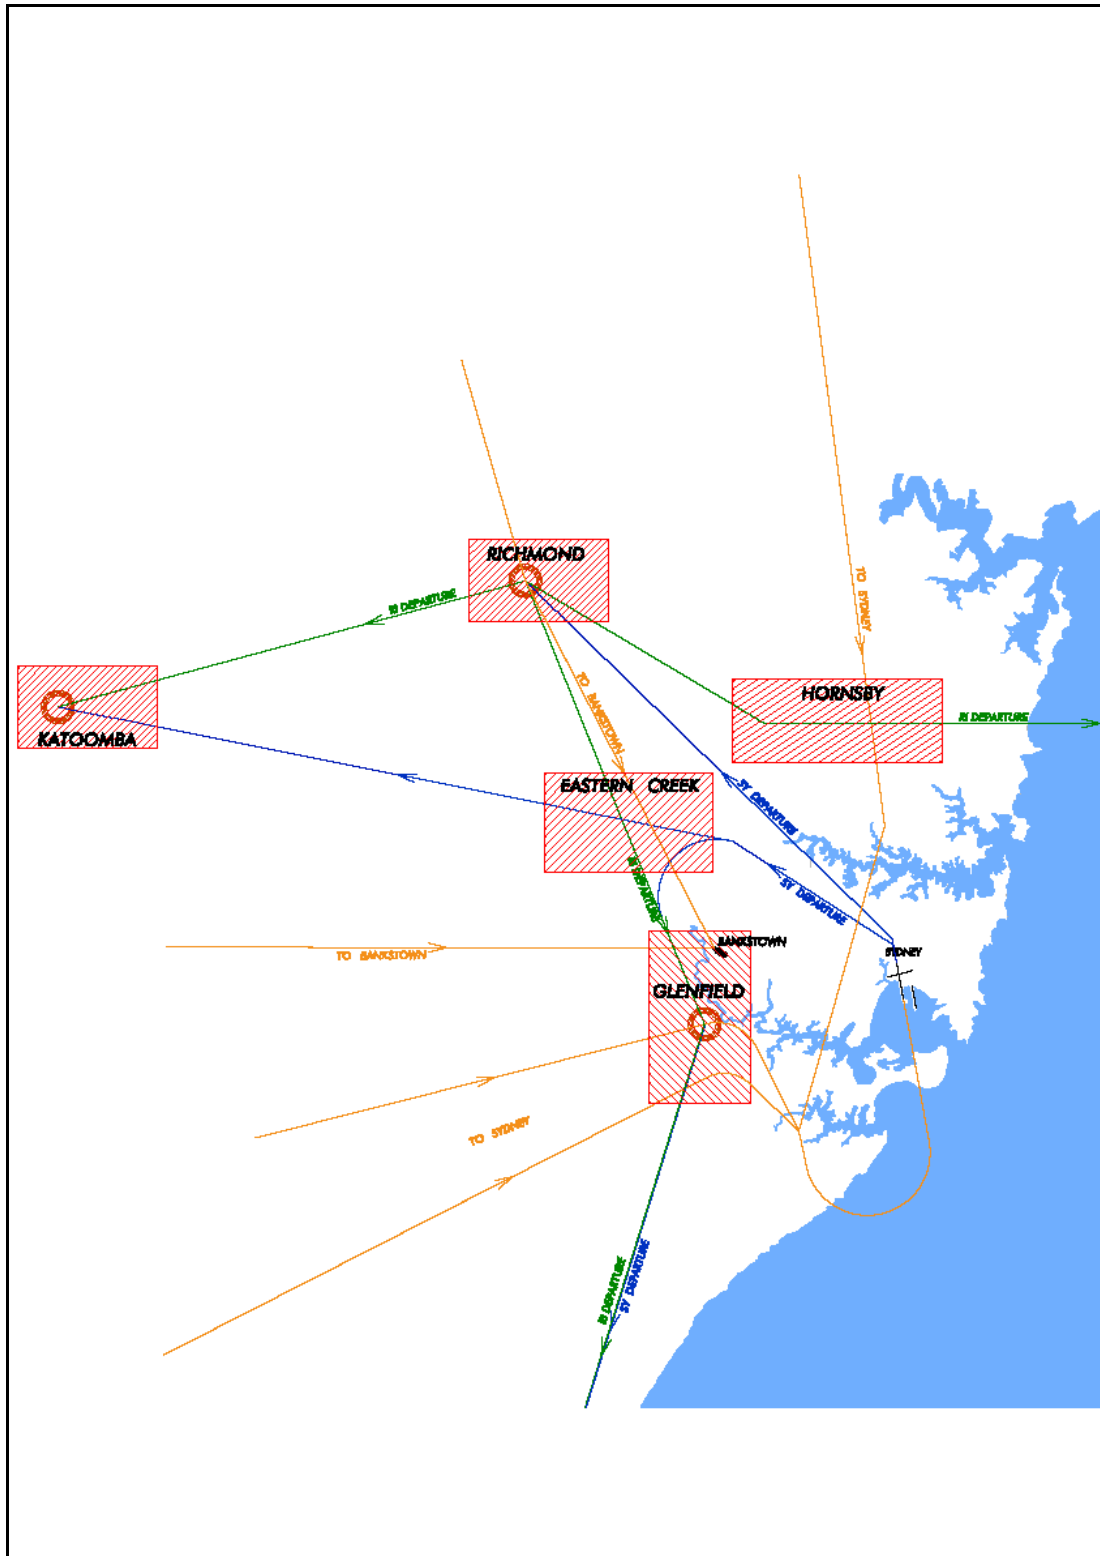 RICHMOND
TO SYDNEY
RI DEPARTURE
TO BANKSTOWN
HORNSBY
RI DEPARTURE
KATOOMBA
EASTERN CREEK
SY DEPARTURE
RI DEPARTURE
SY DEPARTURE
BANKSTOWN
SYDNEY
TO BANKSTOWN
GLENFIELD
TO SYDNEY
RI DEPARTURE
SY DEPARTURE